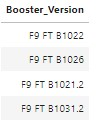 Booster_Version
F9 FT B1022
F9 FT B1026
F9 FT B1021.2
F9 FT B1031.2